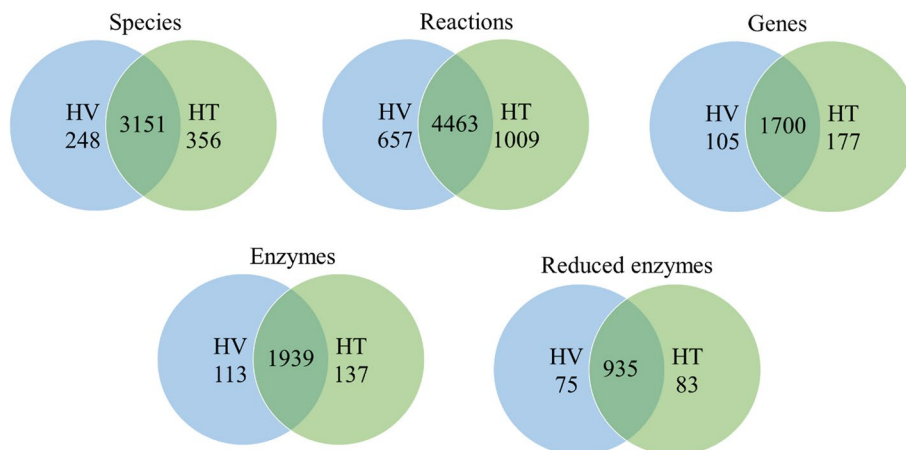 Species
HV
248
3151
HT
356
Reactions
HV
657
4463
HT
1009
Genes
HV
105
1700
HT
177
Enzymes
HV
113
1939
HT
137
Reduced enzymes
HV
75
935
HT
83